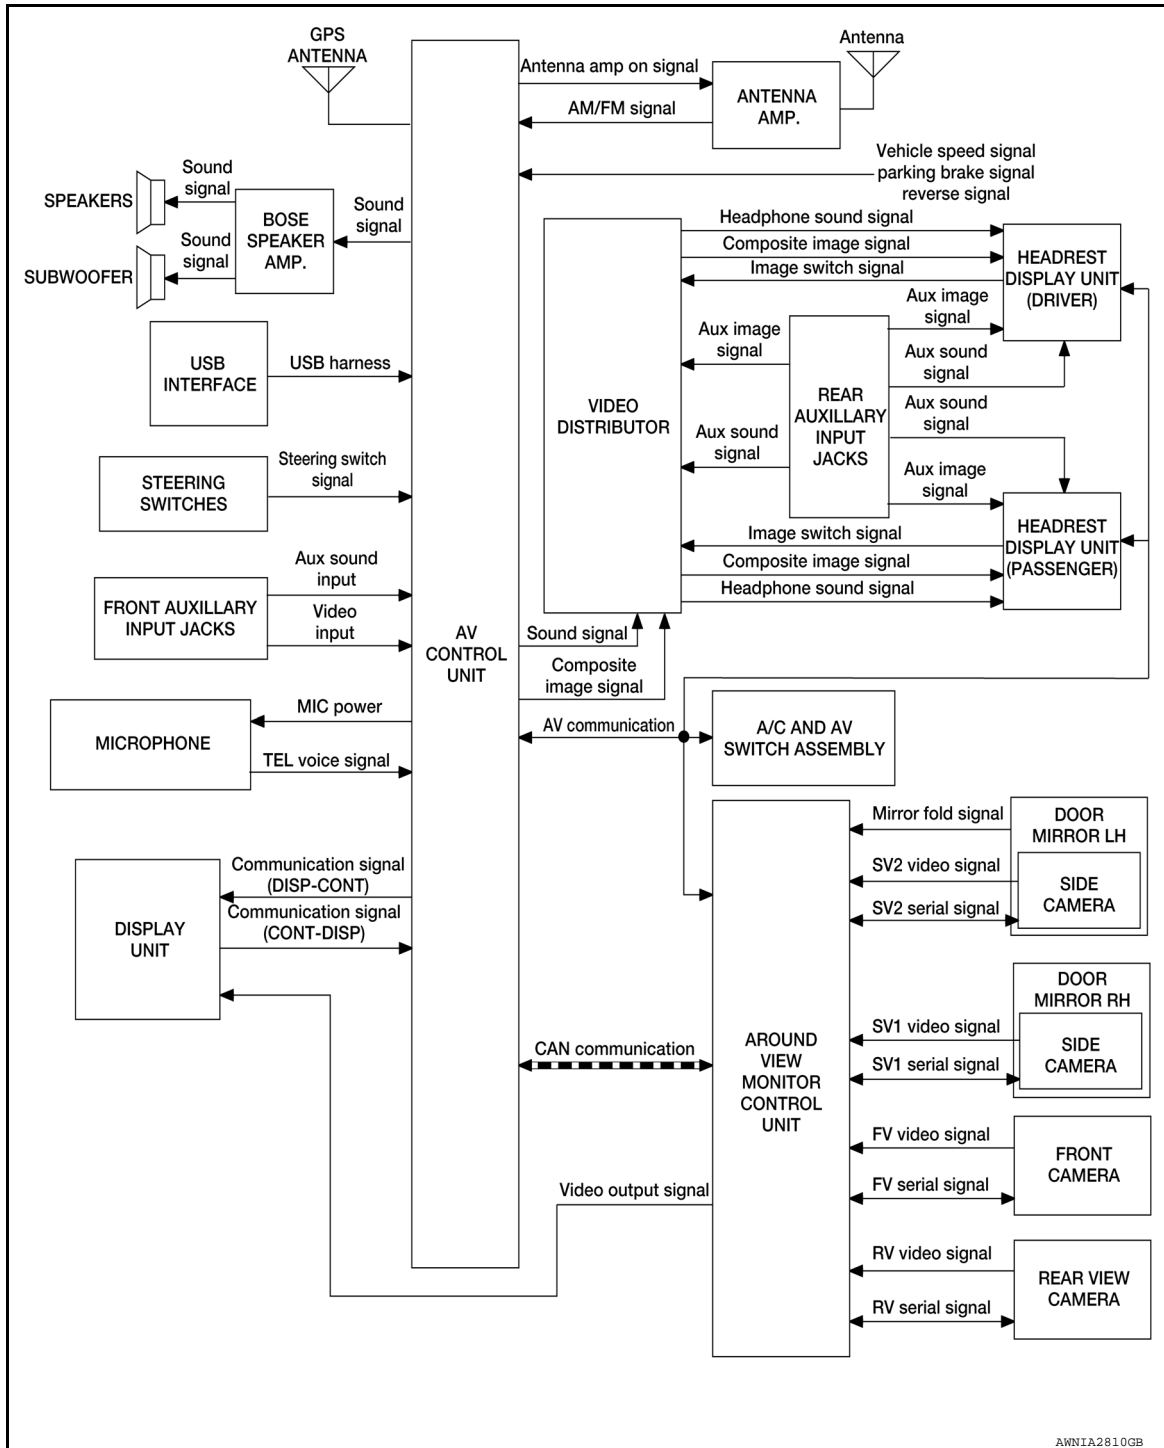 GPS
ANTENNA
Antenna
Antenna amp on signal
ANTENNA
AMP.
AM/FM signal
Vehicle speed signal
parking brake signal
reverse signal
Sound
signal
SPEAKERS
BOSE
SPEAKER
AMP.
Sound
signal
Sound
signal
SUBWOOFER
Headphone sound signal
Composite image signal
Image switch signal
HEADREST
DISPLAY UNIT
(DRIVER)
Aux image
signal
Aux image
signal
Aux sound
signal
USB
INTERFACE
USB harness
VIDEO
DISTRIBUTOR
REAR
AUXILLARY
INPUT
JACKS
Aux sound
signal
Aux sound
signal
Aux image
signal
STEERING
SWITCHES
Steering switch
signal
Image switch signal
Composite image signal
Headphone sound signal
HEADREST
DISPLAY UNIT
(PASSENGER)
FRONT AUXILLARY
INPUT JACKS
Aux sound
input
Video
input
AV
CONTROL
UNIT
Sound signal
Composite
image signal
MICROPHONE
MIC power
TEL voice signal
AV communication
A/C AND AV
SWITCH ASSEMBLY
Mirror fold signal
DOOR
MIRROR LH
SV2 video signal
SIDE
CAMERA
SV2 serial signal
DISPLAY
UNIT
Communication signal
(DISP-CONT)
Communication signal
(CONT-DISP)
DOOR
MIRROR RH
SV1 video signal
SIDE
CAMERA
SV1 serial signal
CAN communication
AROUND
VIEW
MONITOR
CONTROL
UNIT
FV video signal
FRONT
CAMERA
FV serial signal
Video output signal
RV video signal
REAR VIEW
CAMERA
RV serial signal
AWNIA2810GB